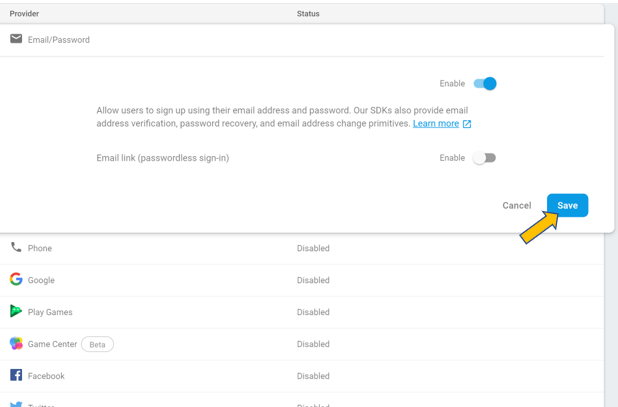 Provider Status
Email/Password
Enable
Allow users to sign up using their email address and password. Our SDKs also provide email
address verification, password recovery, and email address change primitives. Learn more
Email link (passwordless sign-in) Enable
Cancel Save
Phone Disabled
Google Disabled
Play Games Disabled
Game Center Beta Disabled
Facebook Disabled